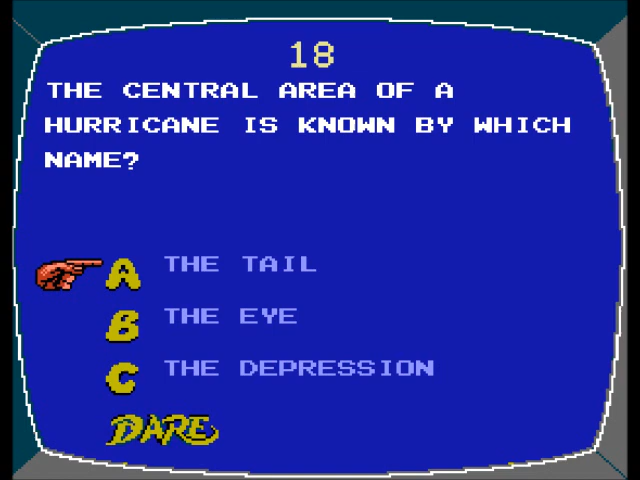 18
THE CENTRAL AREA OF A
HURRICANE IS KNOWN BY WHICH
NAME?
A THE TAIL
B THE EYE
C THE DEPRESSION
DARE